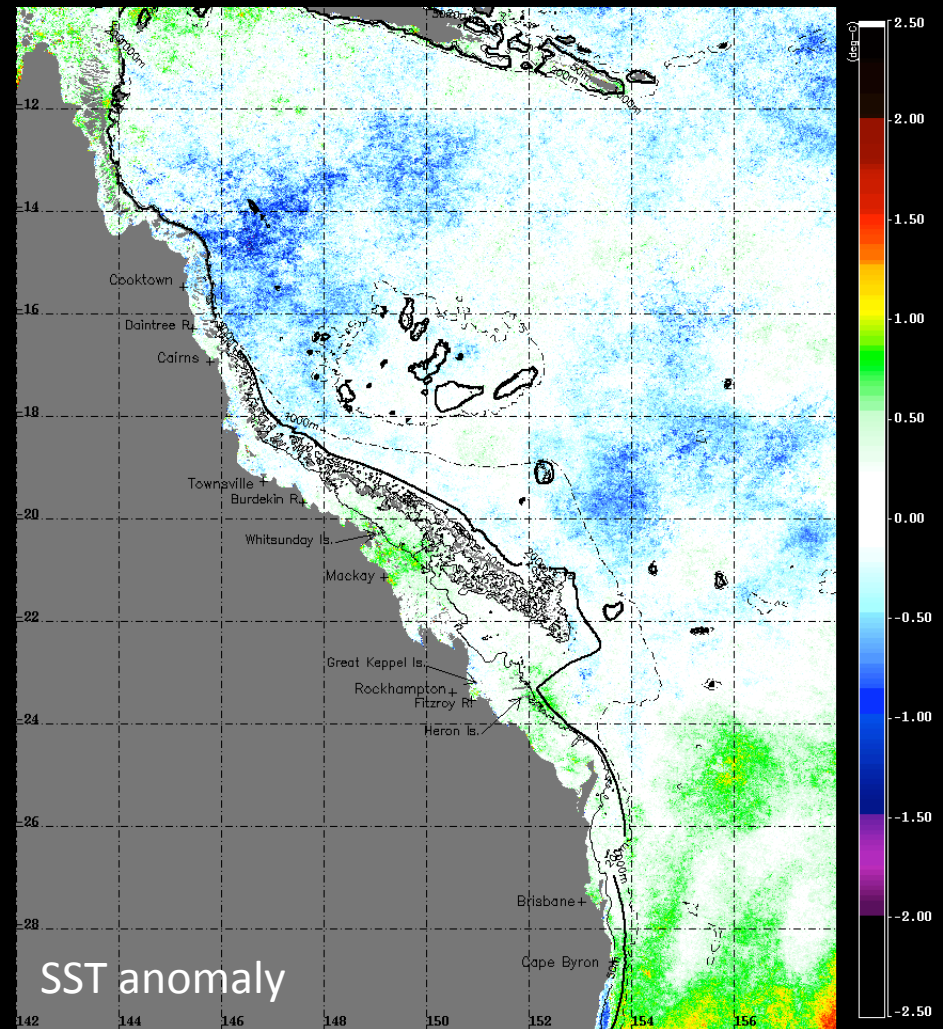 (deg-C)
2.50
2.00
1.50
1.00
0.50
0.00
-0.50
-1.00
-1.50
-2.00
-2.50
200m
1000m
-12
-14
Cooktown
-16
Daintree R.
Cairns
-18
1000m
Townsville
Burdekin R.
-20
Whitsunday Is.
Mackay
-22
Great Keppel Is.
Rockhampton
Fitzroy R.
-24
Heron Is.
-26
Brisbane
-28
Cape Byron
SST anomaly
142
144
146
148
150
152
154
156